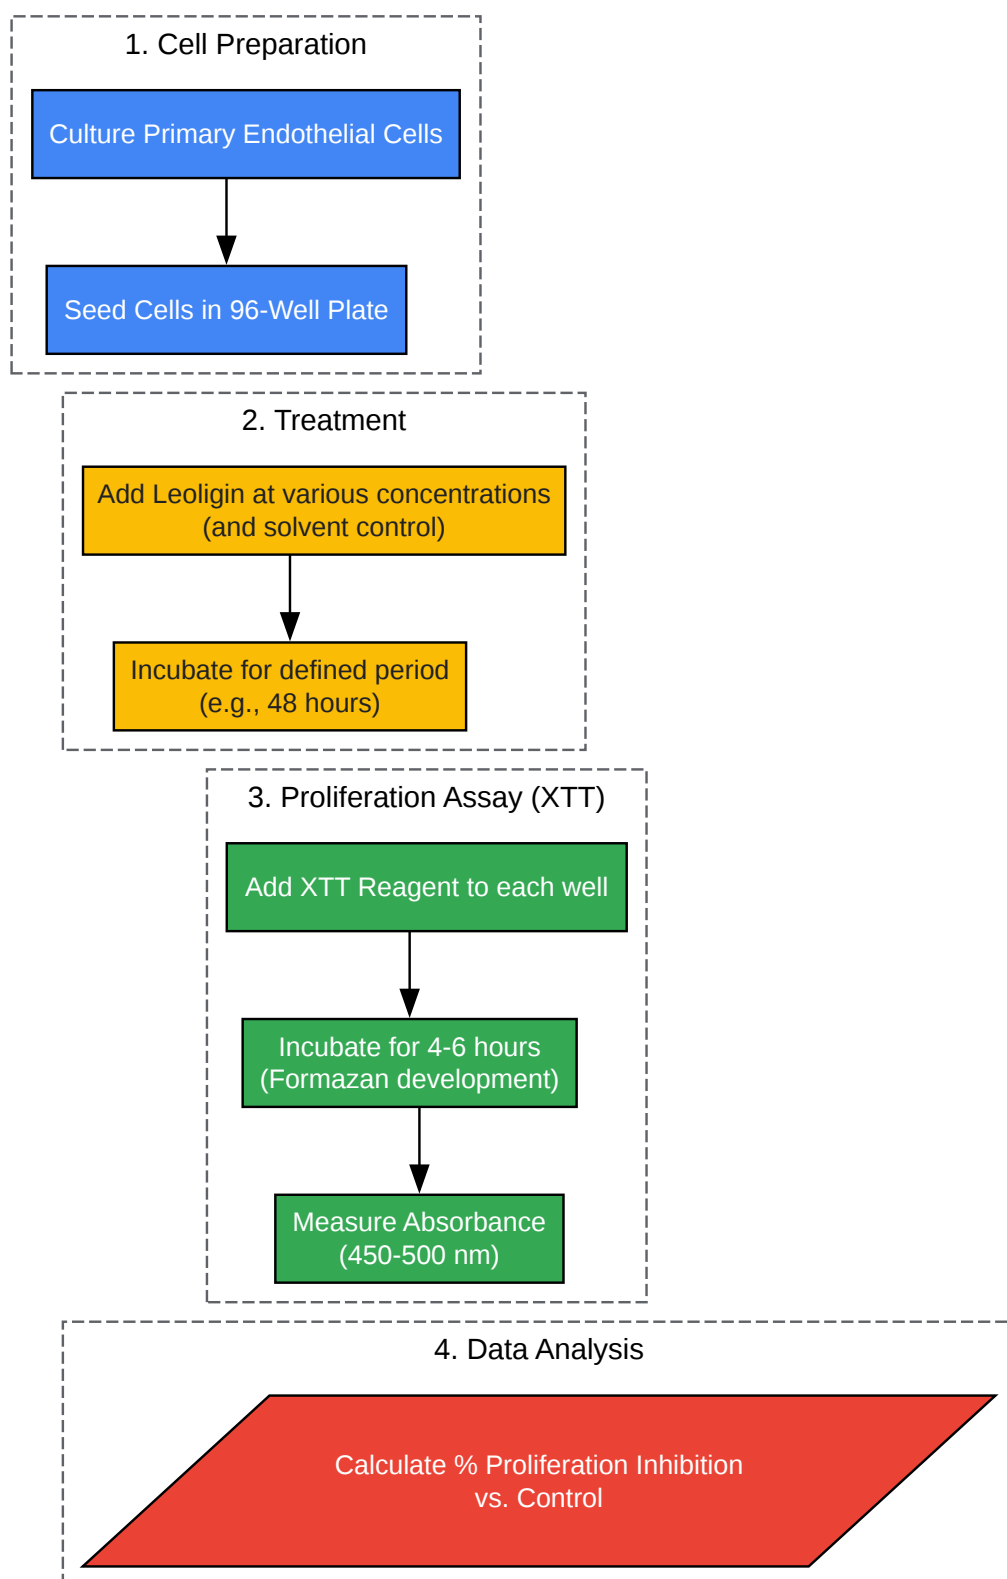 1. Cell Preparation
Culture Primary Endothelial Cells
Seed Cells in 96-Well Plate
2. Treatment
Add Leoligin at various concentrations
(and solvent control)
Incubate for defined period
(e.g., 48 hours)
3. Proliferation Assay (XTT)
Add XTT Reagent to each well
Incubate for 4-6 hours
(Formazan development)
Measure Absorbance
(450-500 nm)
4. Data Analysis
Calculate % Proliferation Inhibition
vs. Control